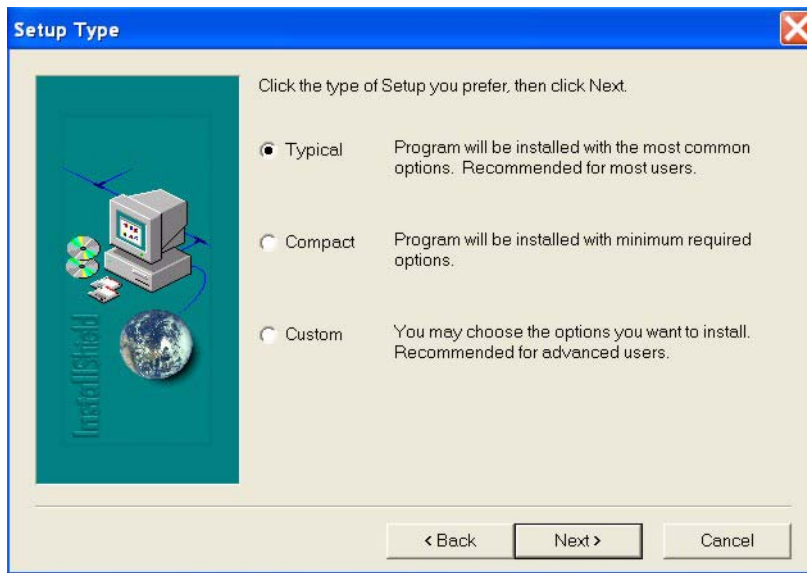 Setup Type
Click the type of Setup you prefer, then click Next.
Typical
Program will be installed with the most common
options. Recommended for most users.
Compact
Program will be installed with minimum required
options.
Custom
You may choose the options you want to install.
Recommended for advanced users.
InstallShield
< Back
Next >
Cancel